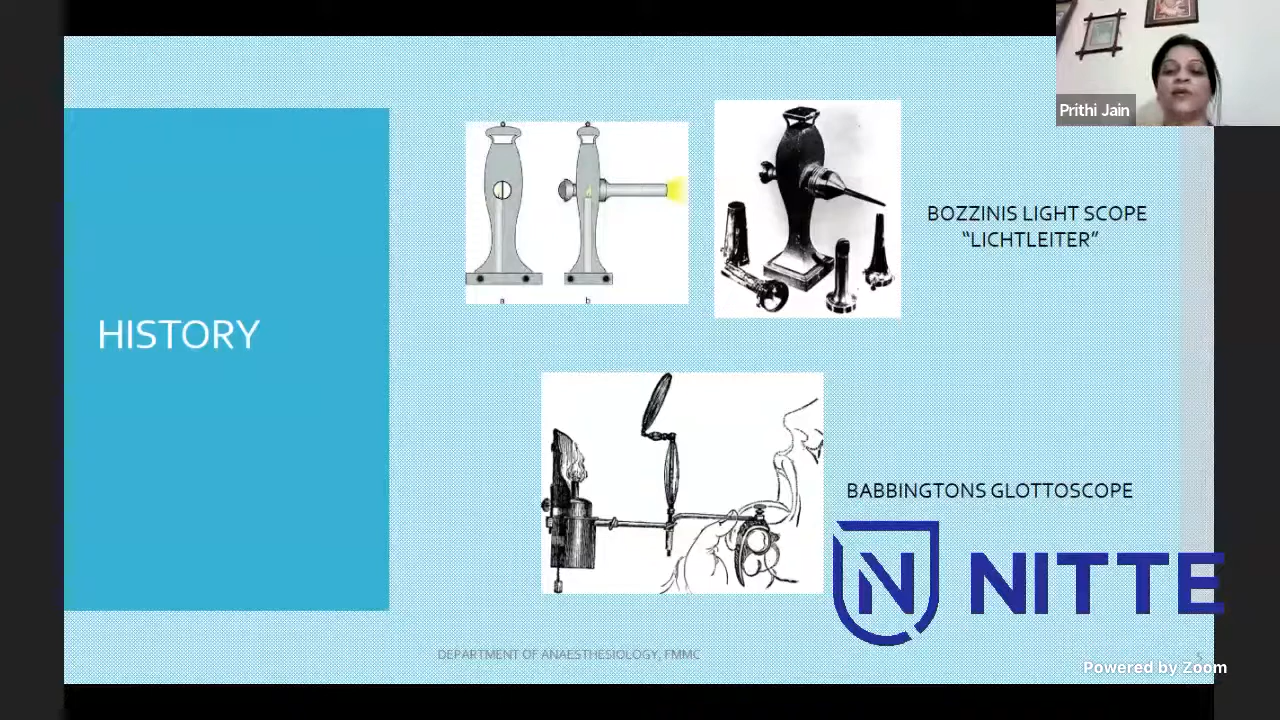 Prithi Jain
HISTORY
a
b
BOZZINIS LIGHT SCOPE
“LICHTLEITER”
BABBINGTONS GLOTTOSCOPE
N NITTE
DEPARTMENT OF ANAESTHESIOLOGY, FMMC
Powered by Zoom